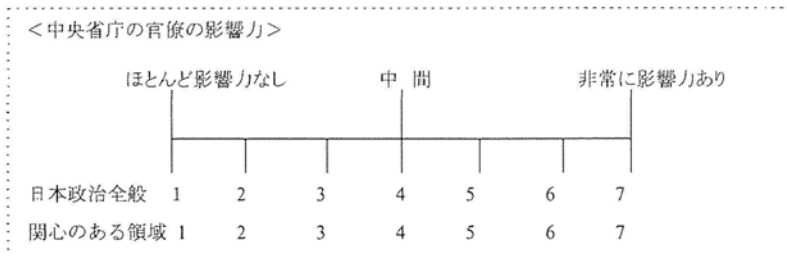 ＜中央省庁の官僚の影響力＞
ほとんど影響力なし 中 間 非常に影響力あり
日本政治全般 1 2 3 4 5 6 7
関心のある領域 1 2 3 4 5 6 7